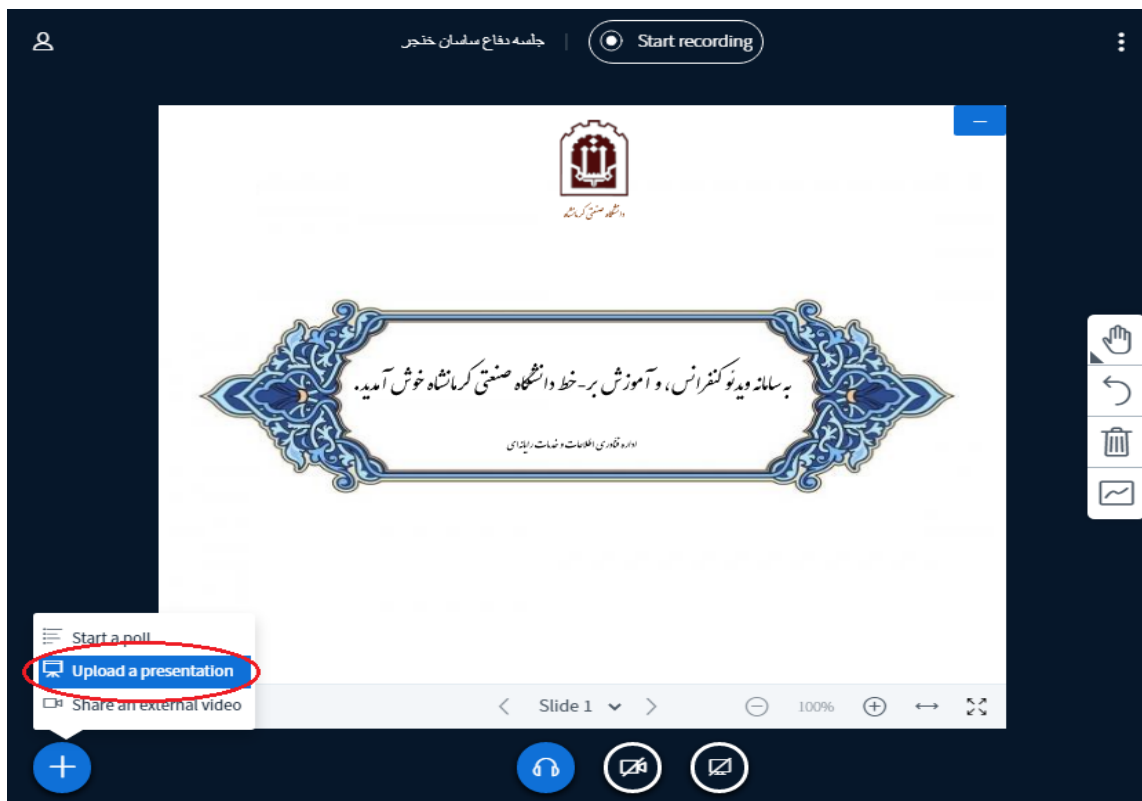 جلسه دفاع ساسان خنجر | Start recording
دانشگاه صنعتی کرمانشاه
به سامانه ویدئو کنفرانس، و آموزش بر-خط دانشگاه صنعتی کرمانشاه خوش آمدید.
اداره فناوری اطلاعات و خدمات رایانه‌ای
Start a poll
Upload a presentation
Share an external video
Slide 1
100%